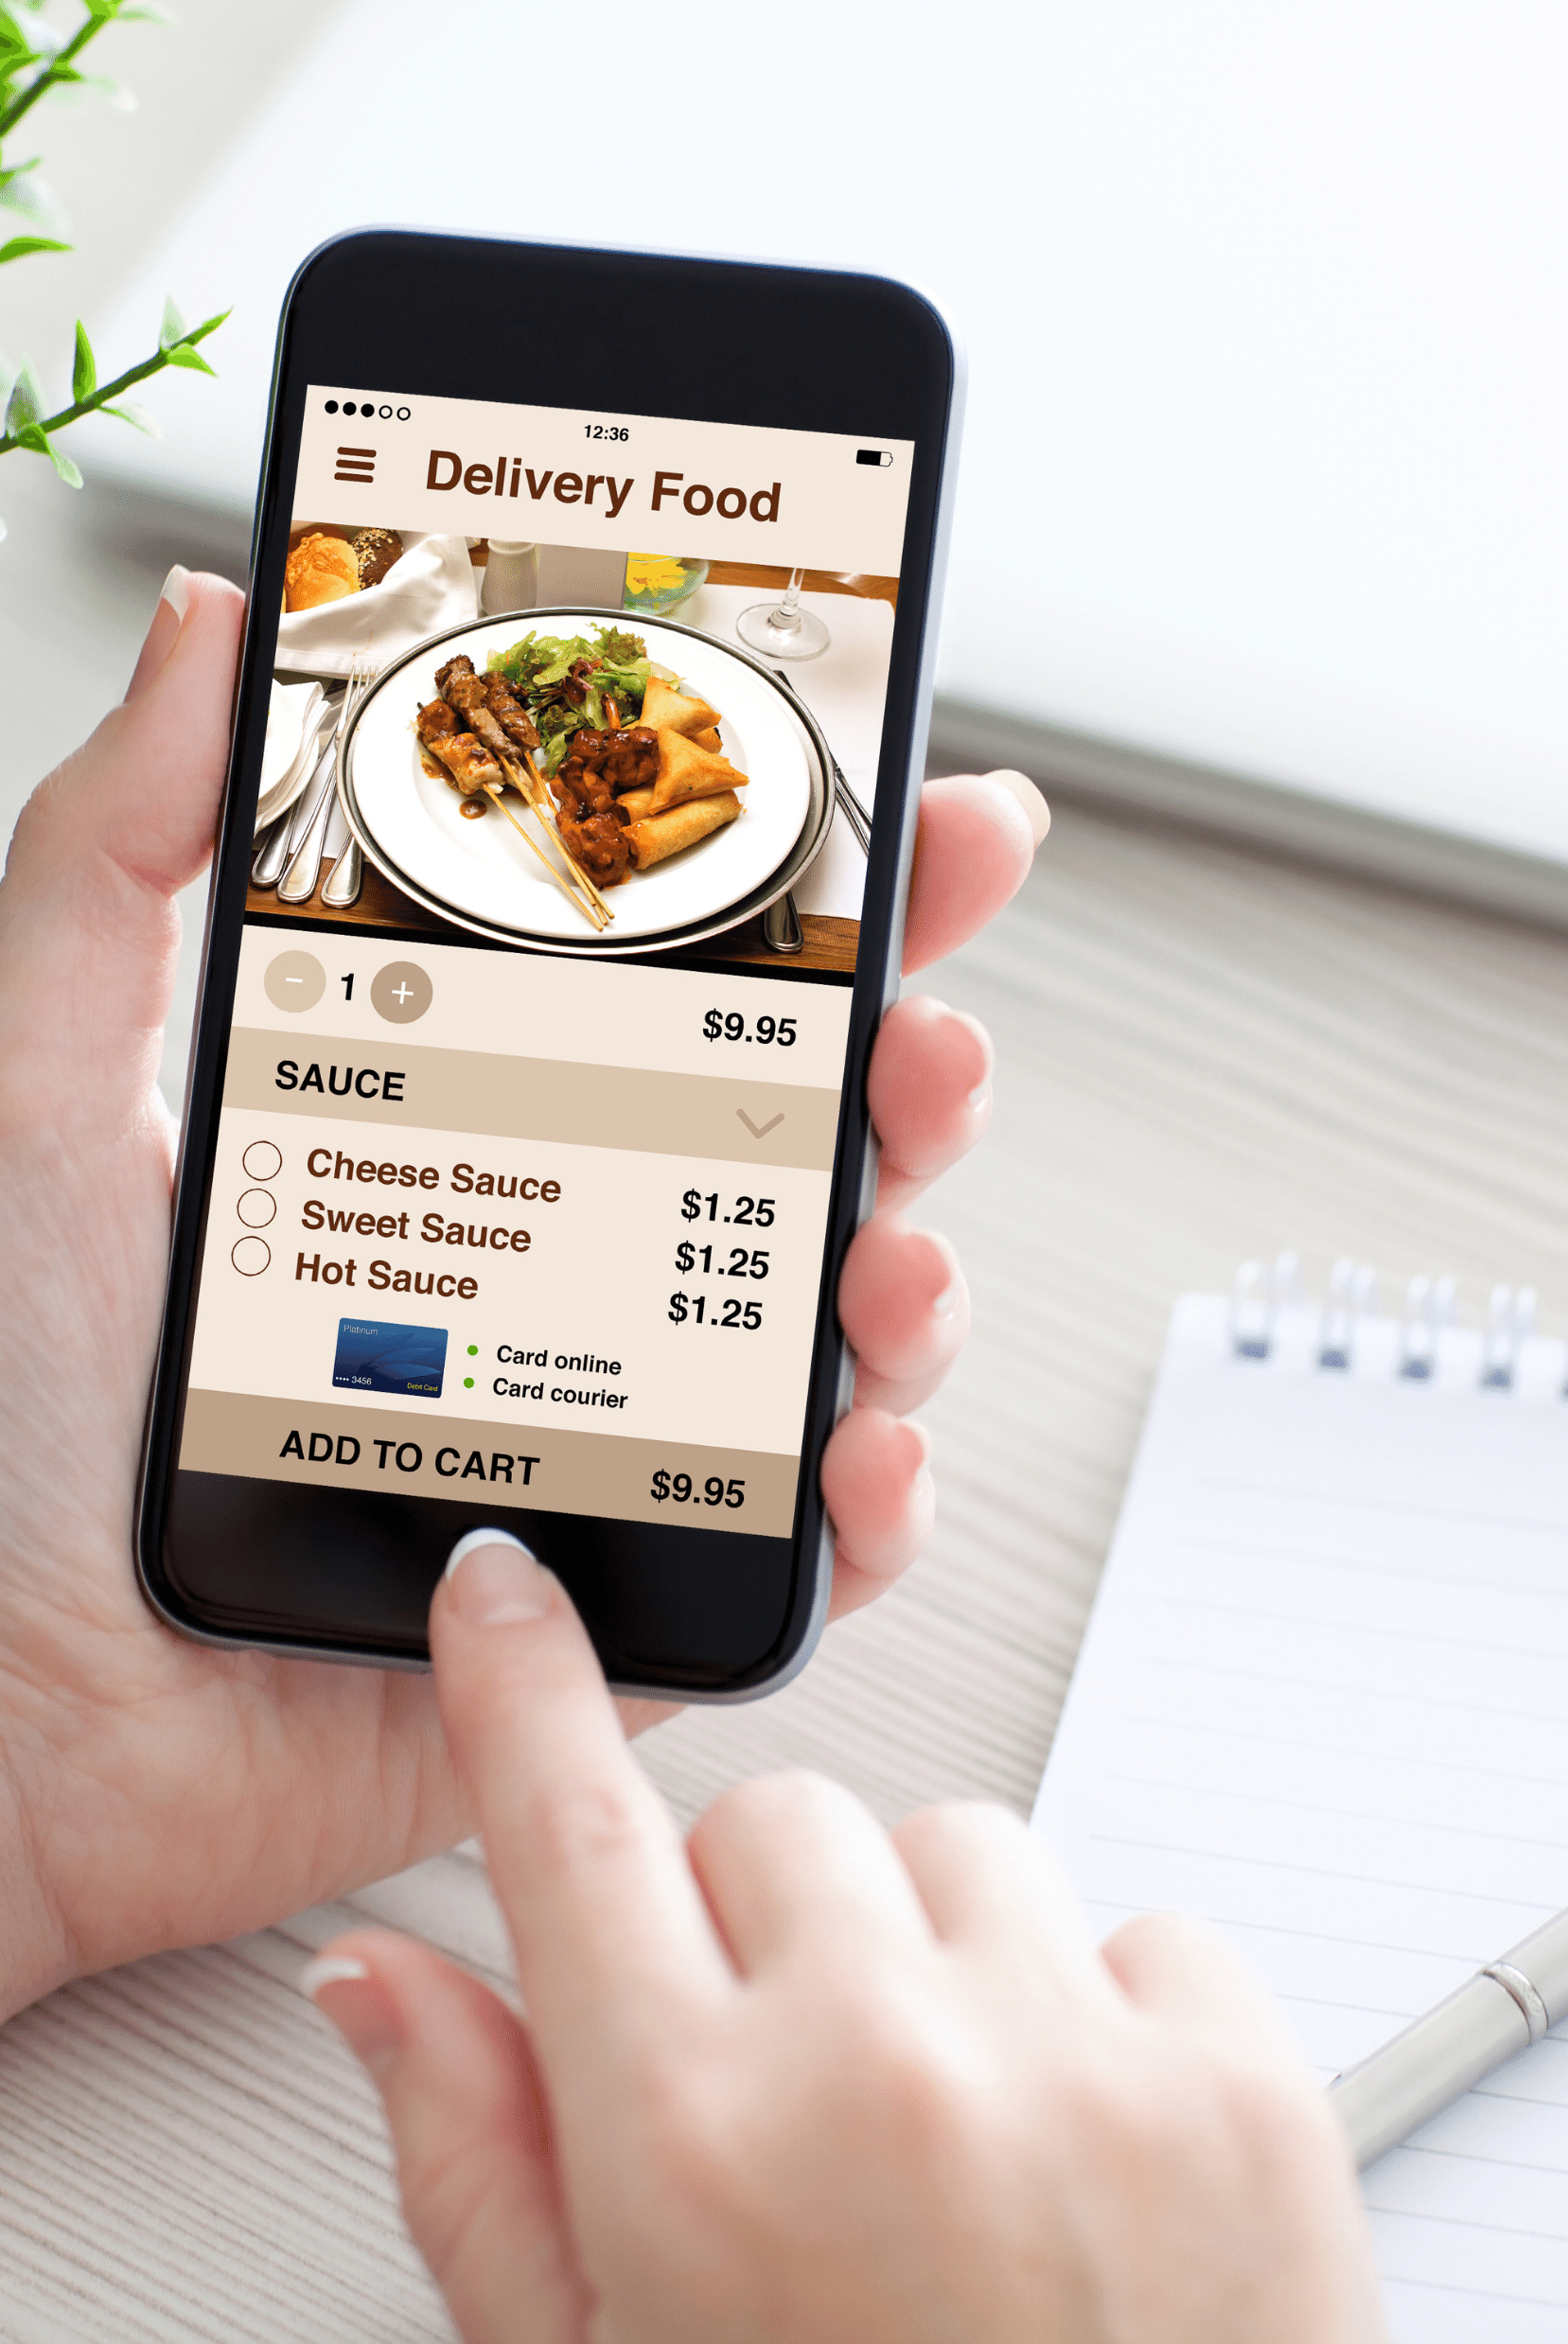 12:36
Delivery Food
− 1 +
$9.95
SAUCE
Cheese Sauce $1.25
Sweet Sauce $1.25
Hot Sauce $1.25
Platinum
•••• 3456 Debit Card
Card online
Card courier
ADD TO CART $9.95